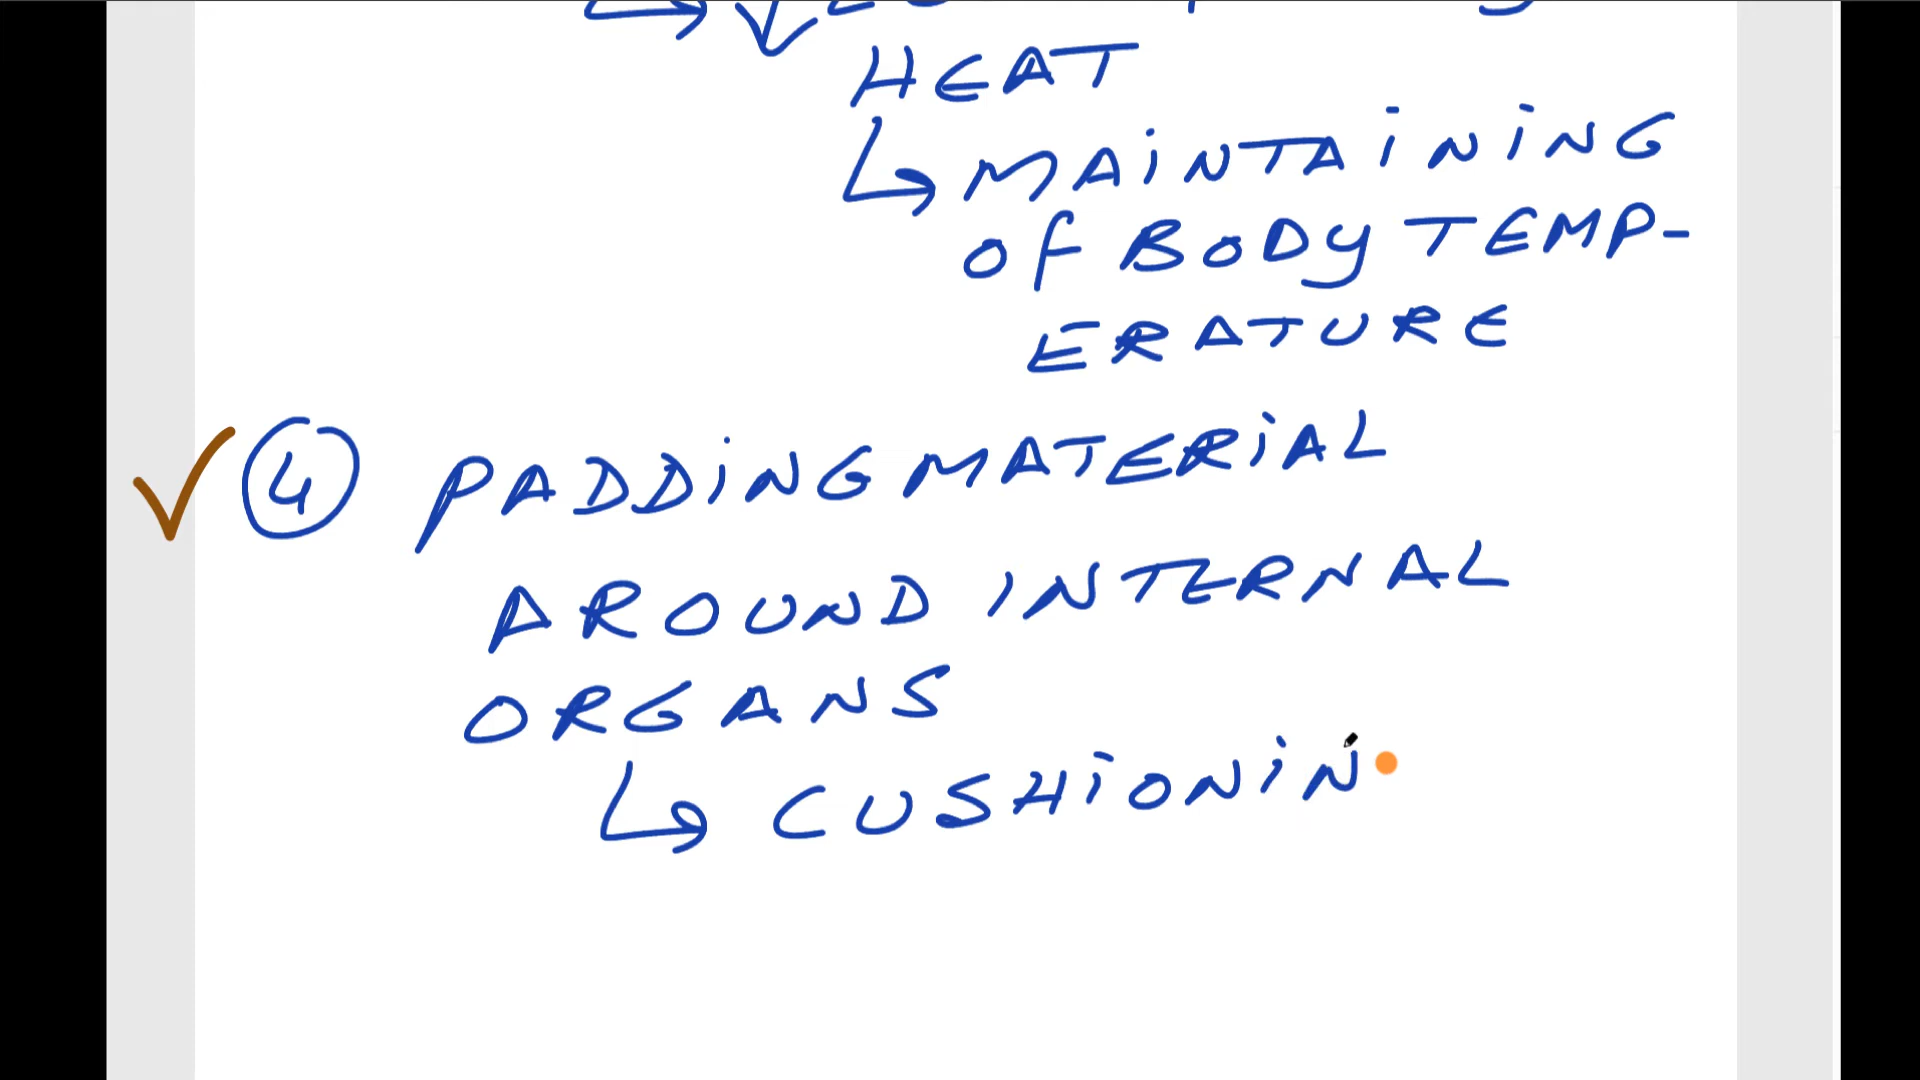 HEAT
↳ MAiNTAiNiNG
Of BODY TEMP-
ERATURE
✓ ④ PADDiNG MATERiAL
AROUND INTERNAL
ORGANS
↳ CUSHiONiN